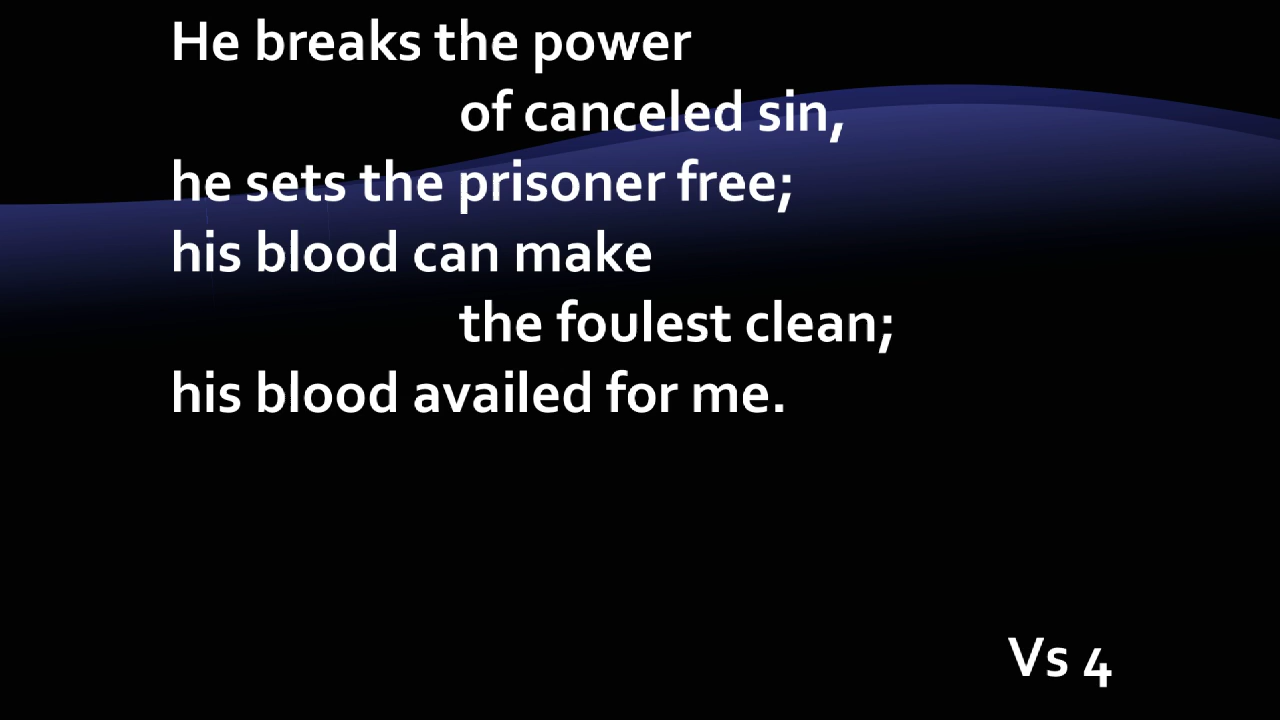 He breaks the power
of canceled sin,
he sets the prisoner free;
his blood can make
the foulest clean;
his blood availed for me.
Vs 4